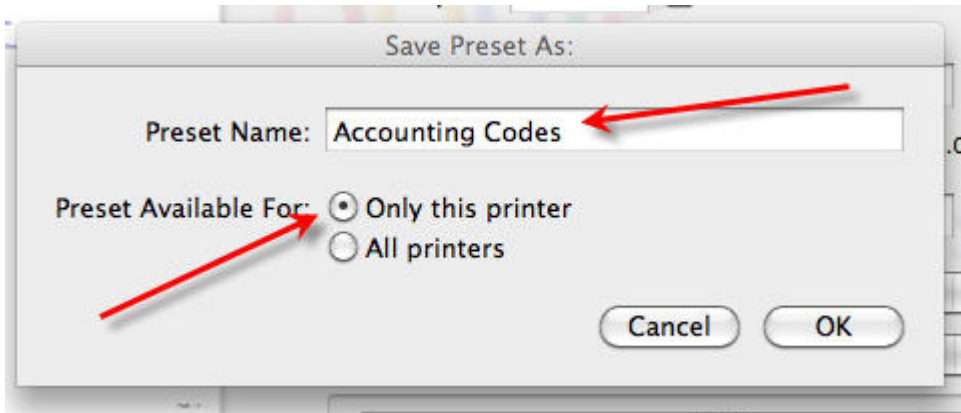 Save Preset As:
Preset Name: Accounting Codes
Preset Available For: Only this printer
All printers
Cancel OK